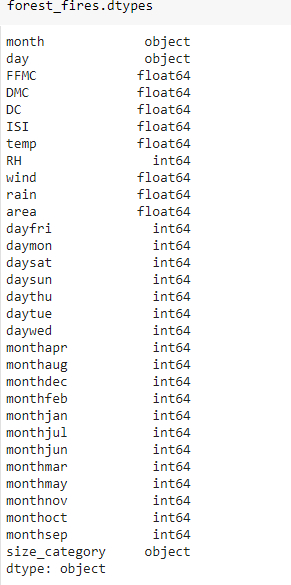 forest_fires.dtypes
month object
day object
FFMC float64
DMC float64
DC float64
ISI float64
temp float64
RH int64
wind float64
rain float64
area float64
dayfri int64
daymon int64
daysat int64
daysun int64
daythu int64
daytue int64
daywed int64
monthapr int64
monthaug int64
monthdec int64
monthfeb int64
monthjan int64
monthjul int64
monthjun int64
monthmar int64
monthmay int64
monthnov int64
monthoct int64
monthsep int64
size_category object
dtype: object